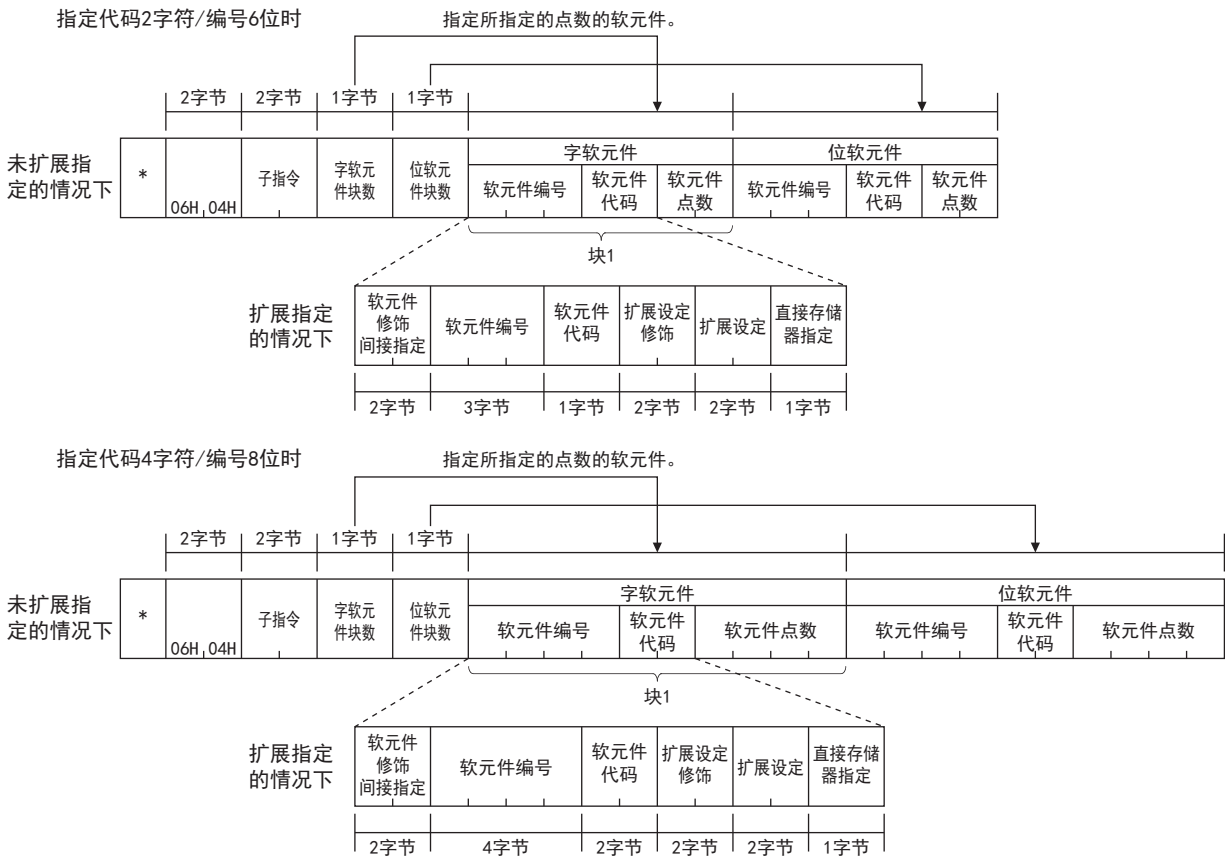 指定代码2字符/编号6位时
指定所指定的点数的软元件。
2字节 2字节 1字节 1字节
未扩展指
定的情况下
*
06H 04H
子指令
字软元
件块数
位软元
件块数
字软元件
软元件编号
软元件
代码
软元件
点数
位软元件
软元件编号
软元件
代码
软元件
点数
块1
扩展指定
的情况下
软元件
修饰
间接指定
软元件编号
软元件
代码
扩展设定
修饰
扩展设定
直接存储
器指定
2字节 3字节 1字节 2字节 2字节 1字节
指定代码4字符/编号8位时
指定所指定的点数的软元件。
2字节 2字节 1字节 1字节
未扩展指
定的情况下
*
06H 04H
子指令
字软元
件块数
位软元
件块数
字软元件
软元件编号
软元件
代码
软元件点数
位软元件
软元件编号
软元件
代码
软元件点数
块1
扩展指定
的情况下
软元件
修饰
间接指定
软元件编号
软元件
代码
扩展设定
修饰
扩展设定
直接存储
器指定
2字节 4字节 2字节 2字节 2字节 1字节